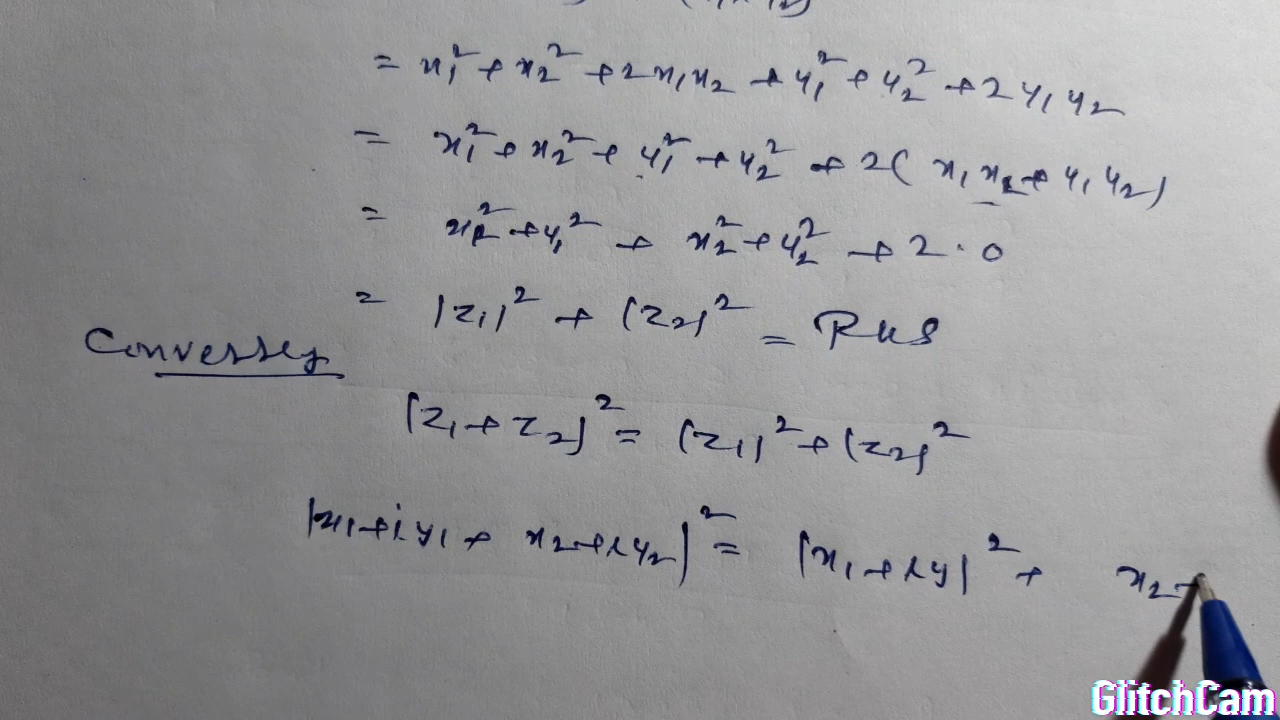 = x₁² + x₂² + 2x₁x₂ + y₁² + y₂² + 2y₁y₂
= x₁² + x₂² + y₁² + y₂² + 2(x₁x₂ + y₁y₂)
= x₁² + y₁² + x₂² + y₂² + 2·0
= |z₁|² + |z₂|² = RHS
Conversely
|z₁ + z₂|² = |z₁|² + |z₂|²
|x₁ + iy₁ + x₂ + iy₂|² = |x₁ + iy|² + x₂ +
GlitchCam